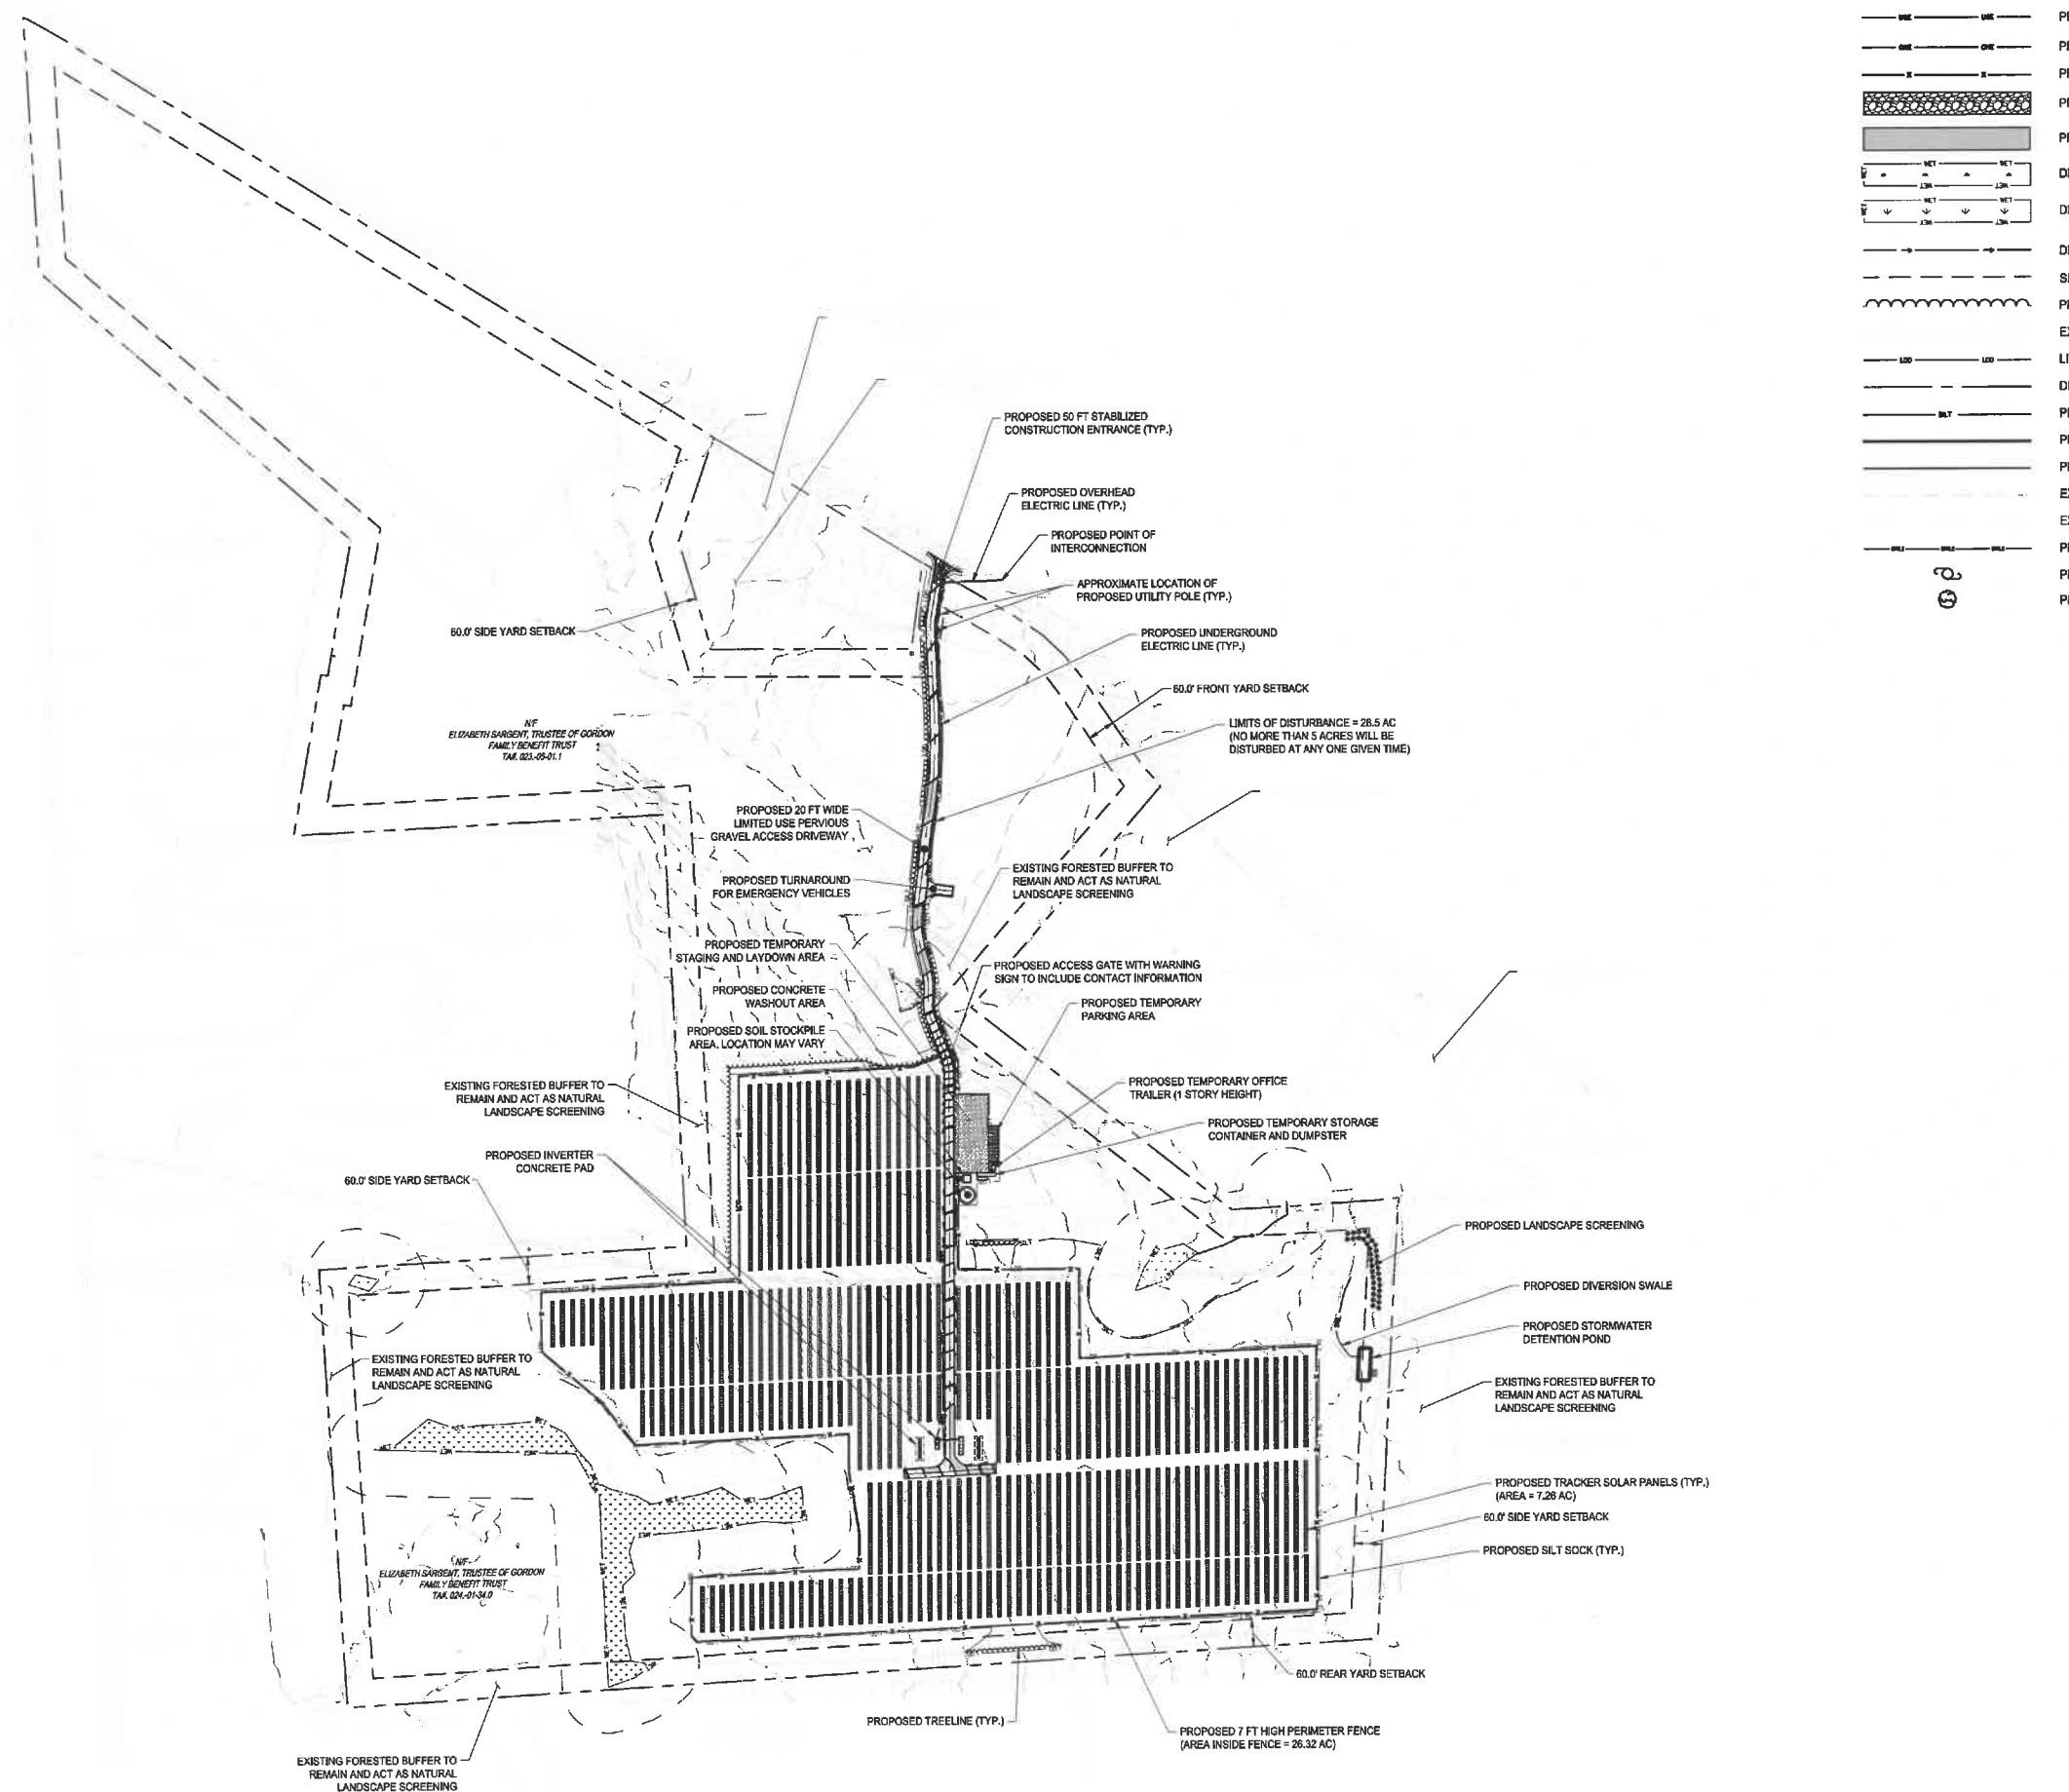 PROPOSED 50 FT STABILIZED
CONSTRUCTION ENTRANCE (TYP.)
PROPOSED OVERHEAD
ELECTRIC LINE (TYP.)
PROPOSED POINT OF
INTERCONNECTION
APPROXIMATE LOCATION OF
PROPOSED UTILITY POLE (TYP.)
60.0' SIDE YARD SETBACK
PROPOSED UNDERGROUND
ELECTRIC LINE (TYP.)
60.0' FRONT YARD SETBACK
N/F
ELIZABETH SARGENT, TRUSTEE OF GORDON
FAMILY BENEFIT TRUST
TAX. 023.-05-01.1
LIMITS OF DISTURBANCE = 28.5 AC
(NO MORE THAN 5 ACRES WILL BE
DISTURBED AT ANY ONE GIVEN TIME)
PROPOSED 20 FT WIDE
LIMITED USE PERVIOUS
GRAVEL ACCESS DRIVEWAY
PROPOSED TURNAROUND
FOR EMERGENCY VEHICLES
EXISTING FORESTED BUFFER TO
REMAIN AND ACT AS NATURAL
LANDSCAPE SCREENING
PROPOSED TEMPORARY
STAGING AND LAYDOWN AREA
PROPOSED ACCESS GATE WITH WARNING
SIGN TO INCLUDE CONTACT INFORMATION
PROPOSED CONCRETE
WASHOUT AREA
PROPOSED TEMPORARY
PARKING AREA
PROPOSED SOIL STOCKPILE
AREA. LOCATION MAY VARY
EXISTING FORESTED BUFFER TO
REMAIN AND ACT AS NATURAL
LANDSCAPE SCREENING
PROPOSED TEMPORARY OFFICE
TRAILER (1 STORY HEIGHT)
PROPOSED TEMPORARY STORAGE
CONTAINER AND DUMPSTER
PROPOSED INVERTER
CONCRETE PAD
60.0' SIDE YARD SETBACK
PROPOSED LANDSCAPE SCREENING
PROPOSED DIVERSION SWALE
PROPOSED STORMWATER
DETENTION POND
EXISTING FORESTED BUFFER TO
REMAIN AND ACT AS NATURAL
LANDSCAPE SCREENING
EXISTING FORESTED BUFFER TO
REMAIN AND ACT AS NATURAL
LANDSCAPE SCREENING
PROPOSED TRACKER SOLAR PANELS (TYP.)
(AREA = 7.26 AC)
60.0' SIDE YARD SETBACK
PROPOSED SILT SOCK (TYP.)
N/F
ELIZABETH SARGENT, TRUSTEE OF GORDON
FAMILY BENEFIT TRUST
TAX. 024.-01-34.0
60.0' REAR YARD SETBACK
PROPOSED TREELINE (TYP.)
PROPOSED 7 FT HIGH PERIMETER FENCE
(AREA INSIDE FENCE = 26.32 AC)
EXISTING FORESTED BUFFER TO
REMAIN AND ACT AS NATURAL
LANDSCAPE SCREENING